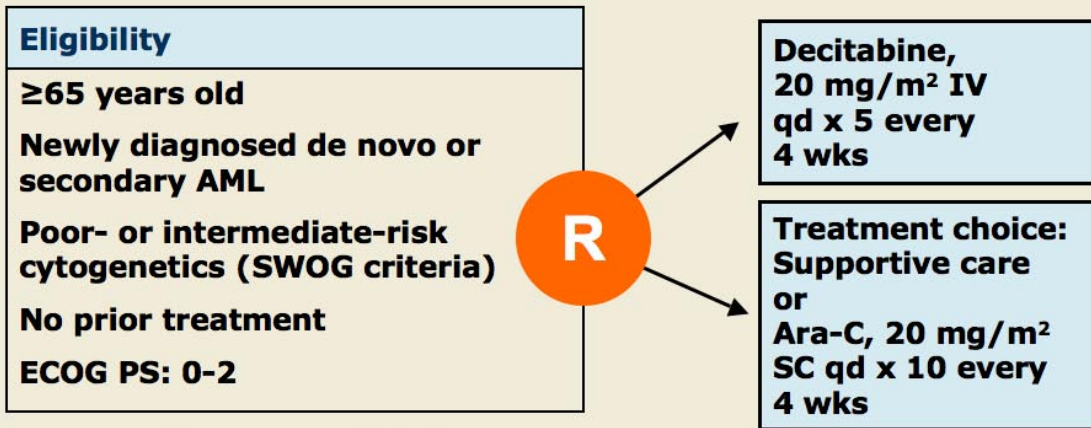 Eligibility
≥65 years old
Newly diagnosed de novo or
secondary AML
Poor- or intermediate-risk
cytogenetics (SWOG criteria)
No prior treatment
ECOG PS: 0-2
R
Decitabine,
20 mg/m² IV
qd x 5 every
4 wks
Treatment choice:
Supportive care
or
Ara-C, 20 mg/m²
SC qd x 10 every
4 wks